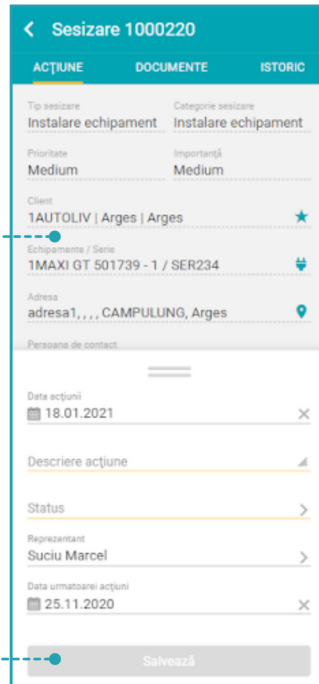 Sesizare 1000220
ACȚIUNE DOCUMENTE ISTORIC
Tip sesizare Categorie sesizare
Instalare echipament Instalare echipament
Prioritate Importanță
Medium Medium
Client
1AUTOLIV | Arges | Arges
Echipamente / Serie
1MAXI GT 501739 - 1 / SER234
Adresa
adresa1, , , , CAMPULUNG, Arges
Persoana de contact
Data acțiunii
18.01.2021
Descriere acțiune
Status
Reprezentant
Suciu Marcel
Data urmatoarei acțiuni
25.11.2020
Salvează